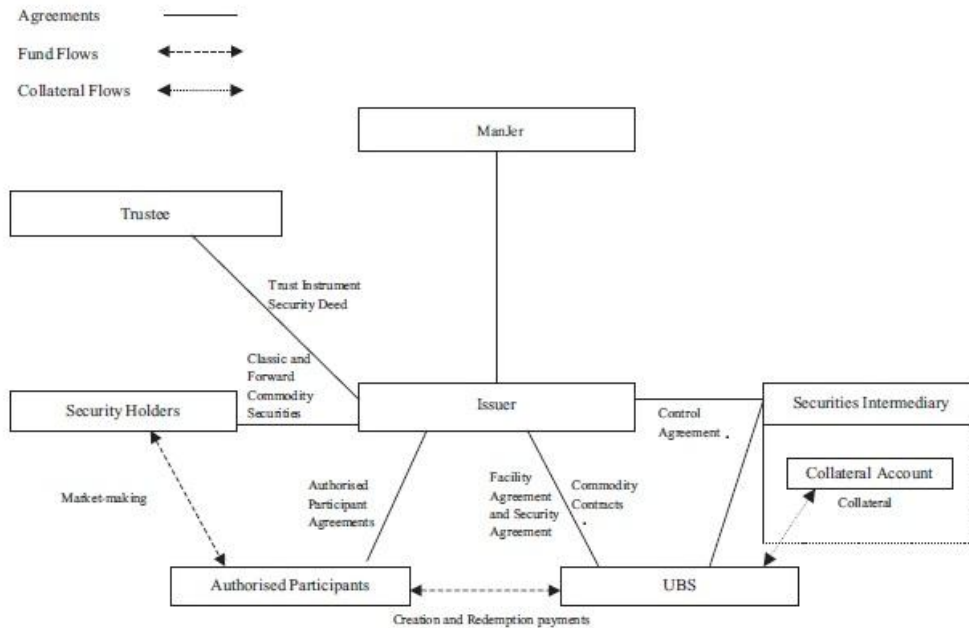 Agreements
Fund Flows
Collateral Flows
ManJer
Trustee
Trust Instrument
Security Deed
Classic and
Forward
Commodity
Securities
Security Holders
Issuer
Securities Intermediary
Control
Agreement .
Collateral Account
Collateral
Market-making
Authorised
Participant
Agreements
Facility
Agreement
and Security
Agreement
Commodity
Contracts .
Authorised Participants
UBS
Creation and Redemption payments